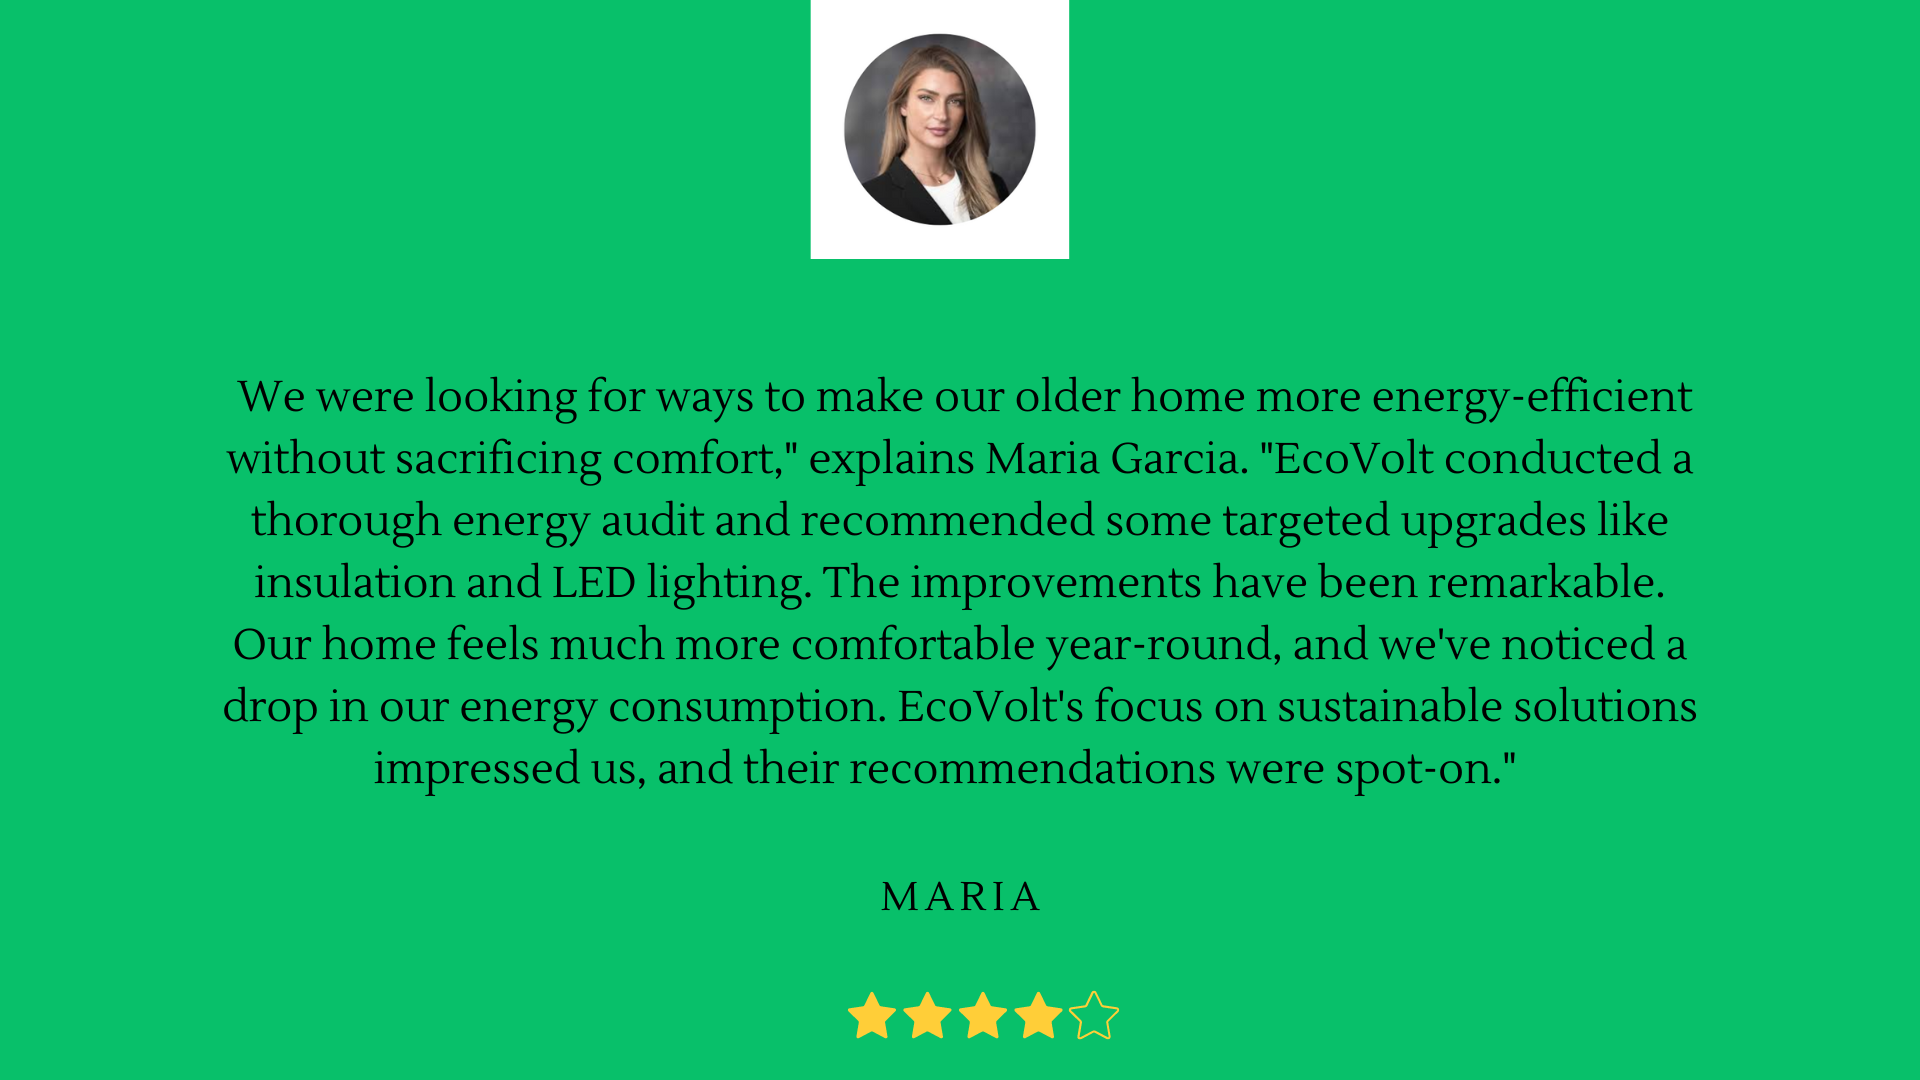 We were looking for ways to make our older home more energy-efficient
without sacrificing comfort," explains Maria Garcia. "EcoVolt conducted a
thorough energy audit and recommended some targeted upgrades like
insulation and LED lighting. The improvements have been remarkable.
Our home feels much more comfortable year-round, and we've noticed a
drop in our energy consumption. EcoVolt's focus on sustainable solutions
impressed us, and their recommendations were spot-on."
MARIA